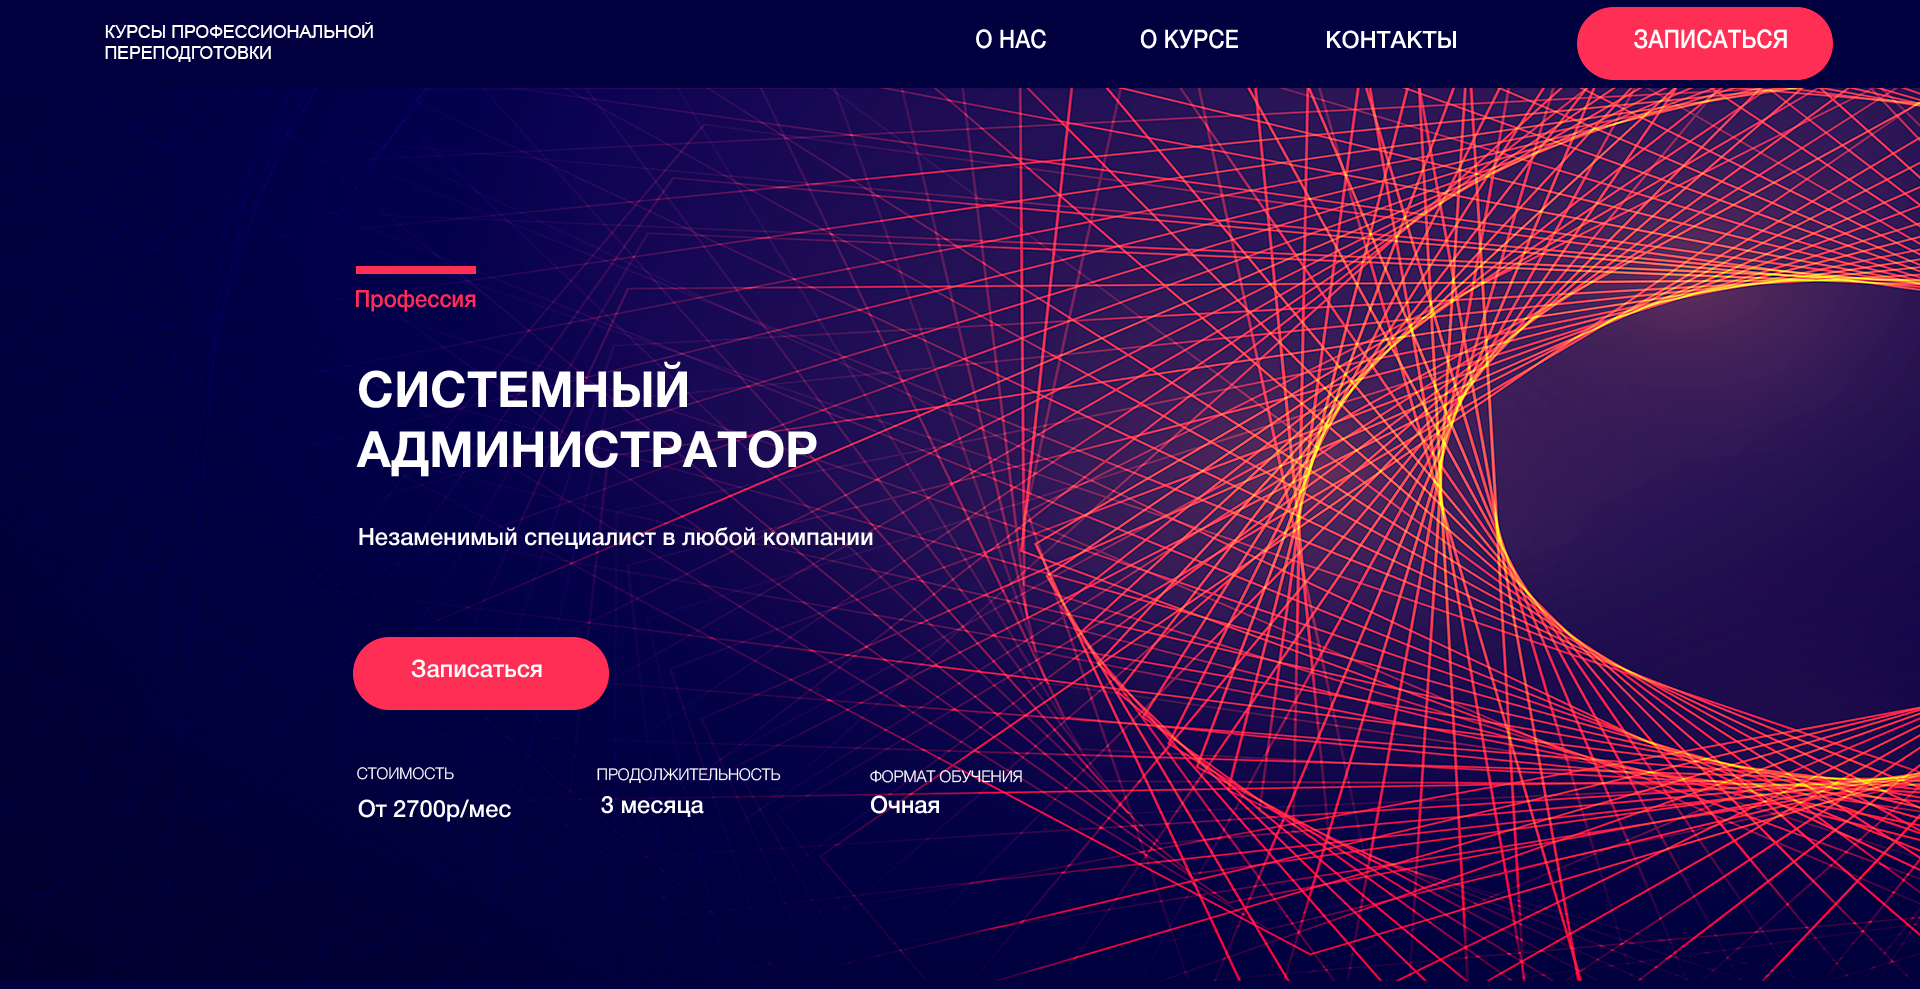 КУРСЫ ПРОФЕССИОНАЛЬНОЙ
ПЕРЕПОДГОТОВКИ
О НАС
О КУРСЕ
КОНТАКТЫ
ЗАПИСАТЬСЯ
Профессия
СИСТЕМНЫЙ
АДМИНИСТРАТОР
Незаменимый специалист в любой компании
Записаться
СТОИМОСТЬ
От 2700р/мес
ПРОДОЛЖИТЕЛЬНОСТЬ
3 месяца
ФОРМАТ ОБУЧЕНИЯ
Очная